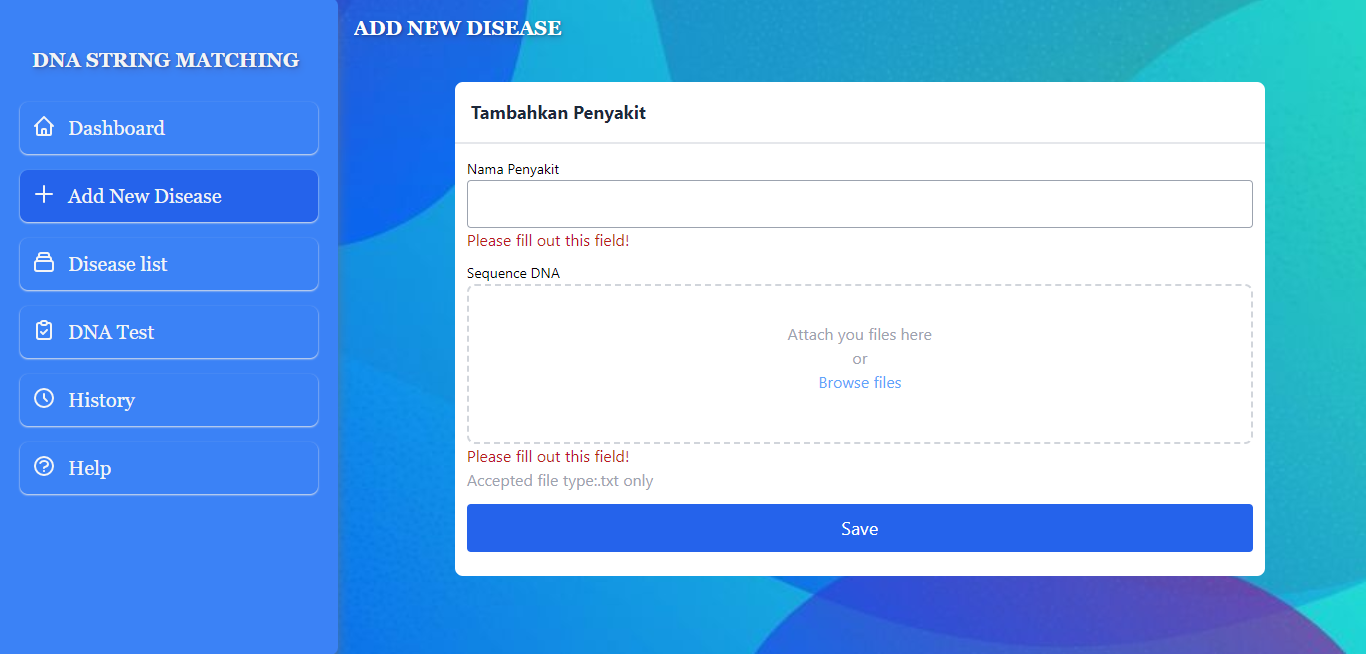 DNA STRING MATCHING
Dashboard
Add New Disease
Disease list
DNA Test
History
Help
ADD NEW DISEASE
Tambahkan Penyakit
Nama Penyakit
Please fill out this field!
Sequence DNA
Attach you files here
or
Browse files
Please fill out this field!
Accepted file type:.txt only
Save